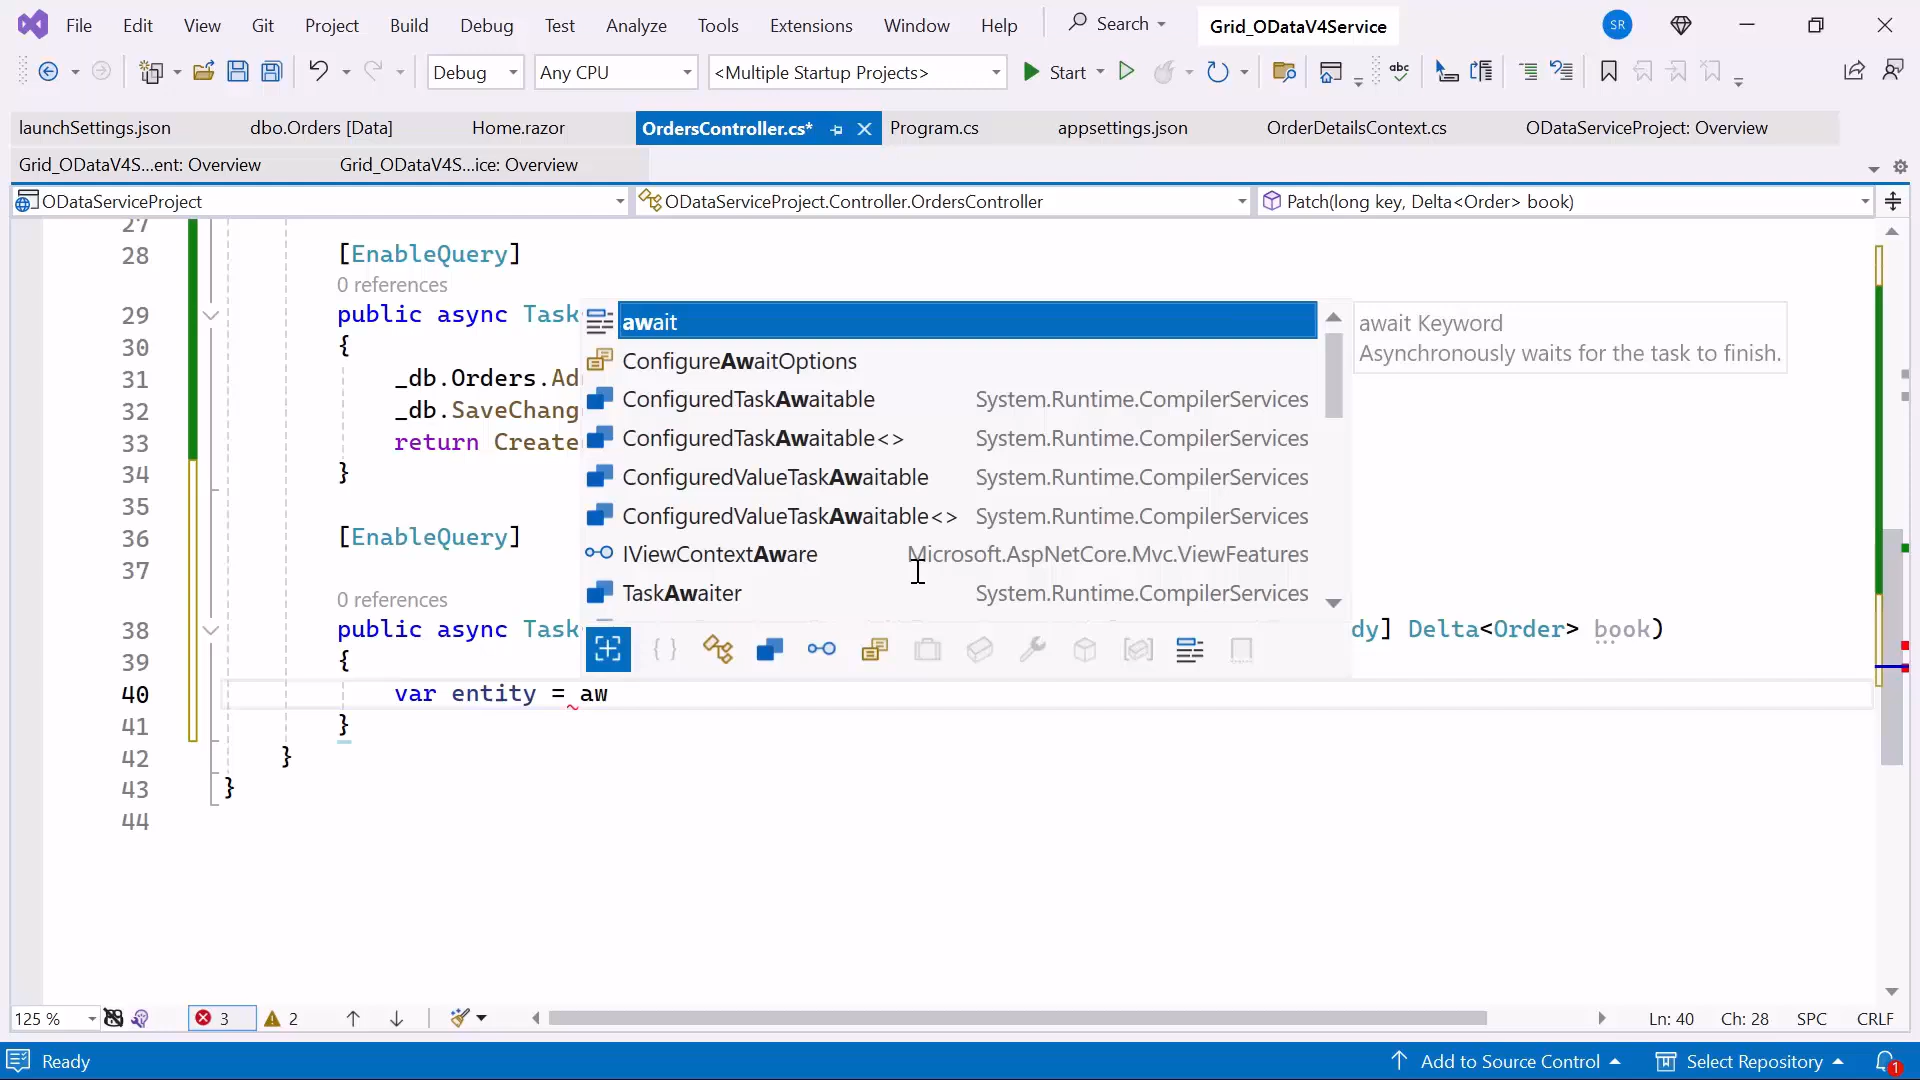 File Edit View Git Project Build Debug Test Analyze Tools Extensions Window Help Search Grid_ODataV4Service SR
Debug Any CPU <Multiple Startup Projects> Start
launchSettings.json dbo.Orders [Data] Home.razor OrdersController.cs* Program.cs appsettings.json OrderDetailsContext.cs ODataServiceProject: Overview
Grid_ODataV4S...ent: Overview Grid_ODataV4S...ice: Overview
ODataServiceProject ODataServiceProject.Controller.OrdersController Patch(long key, Delta<Order> book)
27
28 [EnableQuery]
0 references
29 public async Task
30 {
31 _db.Orders.Ad
32 _db.SaveChang
33 return Create
34 }
35
36 [EnableQuery]
37
0 references
38 public async Task dy] Delta<Order> book)
39 {
40 var entity = aw
41 }
42 }
43 }
44
await
ConfigureAwaitOptions
ConfiguredTaskAwaitable System.Runtime.CompilerServices
ConfiguredTaskAwaitable<> System.Runtime.CompilerServices
ConfiguredValueTaskAwaitable System.Runtime.CompilerServices
ConfiguredValueTaskAwaitable<> System.Runtime.CompilerServices
IViewContextAware Microsoft.AspNetCore.Mvc.ViewFeatures
TaskAwaiter System.Runtime.CompilerServices
await Keyword
Asynchronously waits for the task to finish.
125 % 3 2 Ln: 40 Ch: 28 SPC CRLF
Ready Add to Source Control Select Repository 1